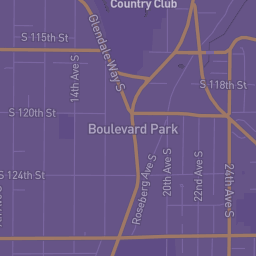 Country Club
Glendale Way S
S 115th St
14th Ave S
S 118th St
S 120th St
Boulevard Park
S 124th St
Roseberg Ave S
20th Ave S
22nd Ave S
24th Ave S